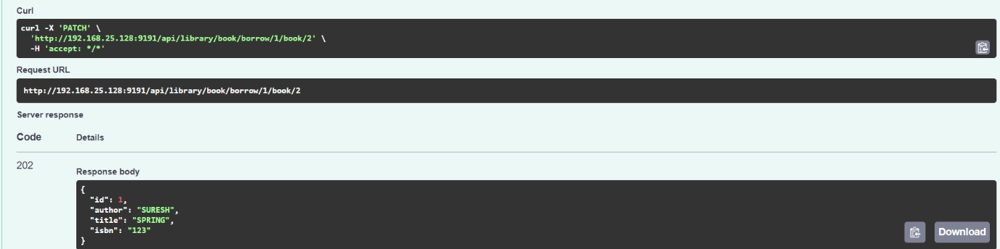 Curl
curl -X 'PATCH' \
  'http://192.168.25.128:9191/api/library/book/borrow/1/book/2' \
  -H 'accept: */*'
Request URL
http://192.168.25.128:9191/api/library/book/borrow/1/book/2
Server response
Code Details
202
Response body
{
  "id": 1,
  "author": "SURESH",
  "title": "SPRING",
  "isbn": "123"
}
Download